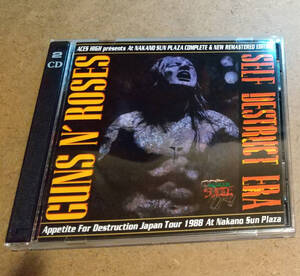 2
CD
ACES HIGH presents At NAKANO SUN PLAZA COMPLETE & NEW REMASTERED EDITION
GUNS N' ROSES
SELF DESTRUCT ERA
Appetite For Destruction Japan Tour 1988 At Nakano Sun Plaza